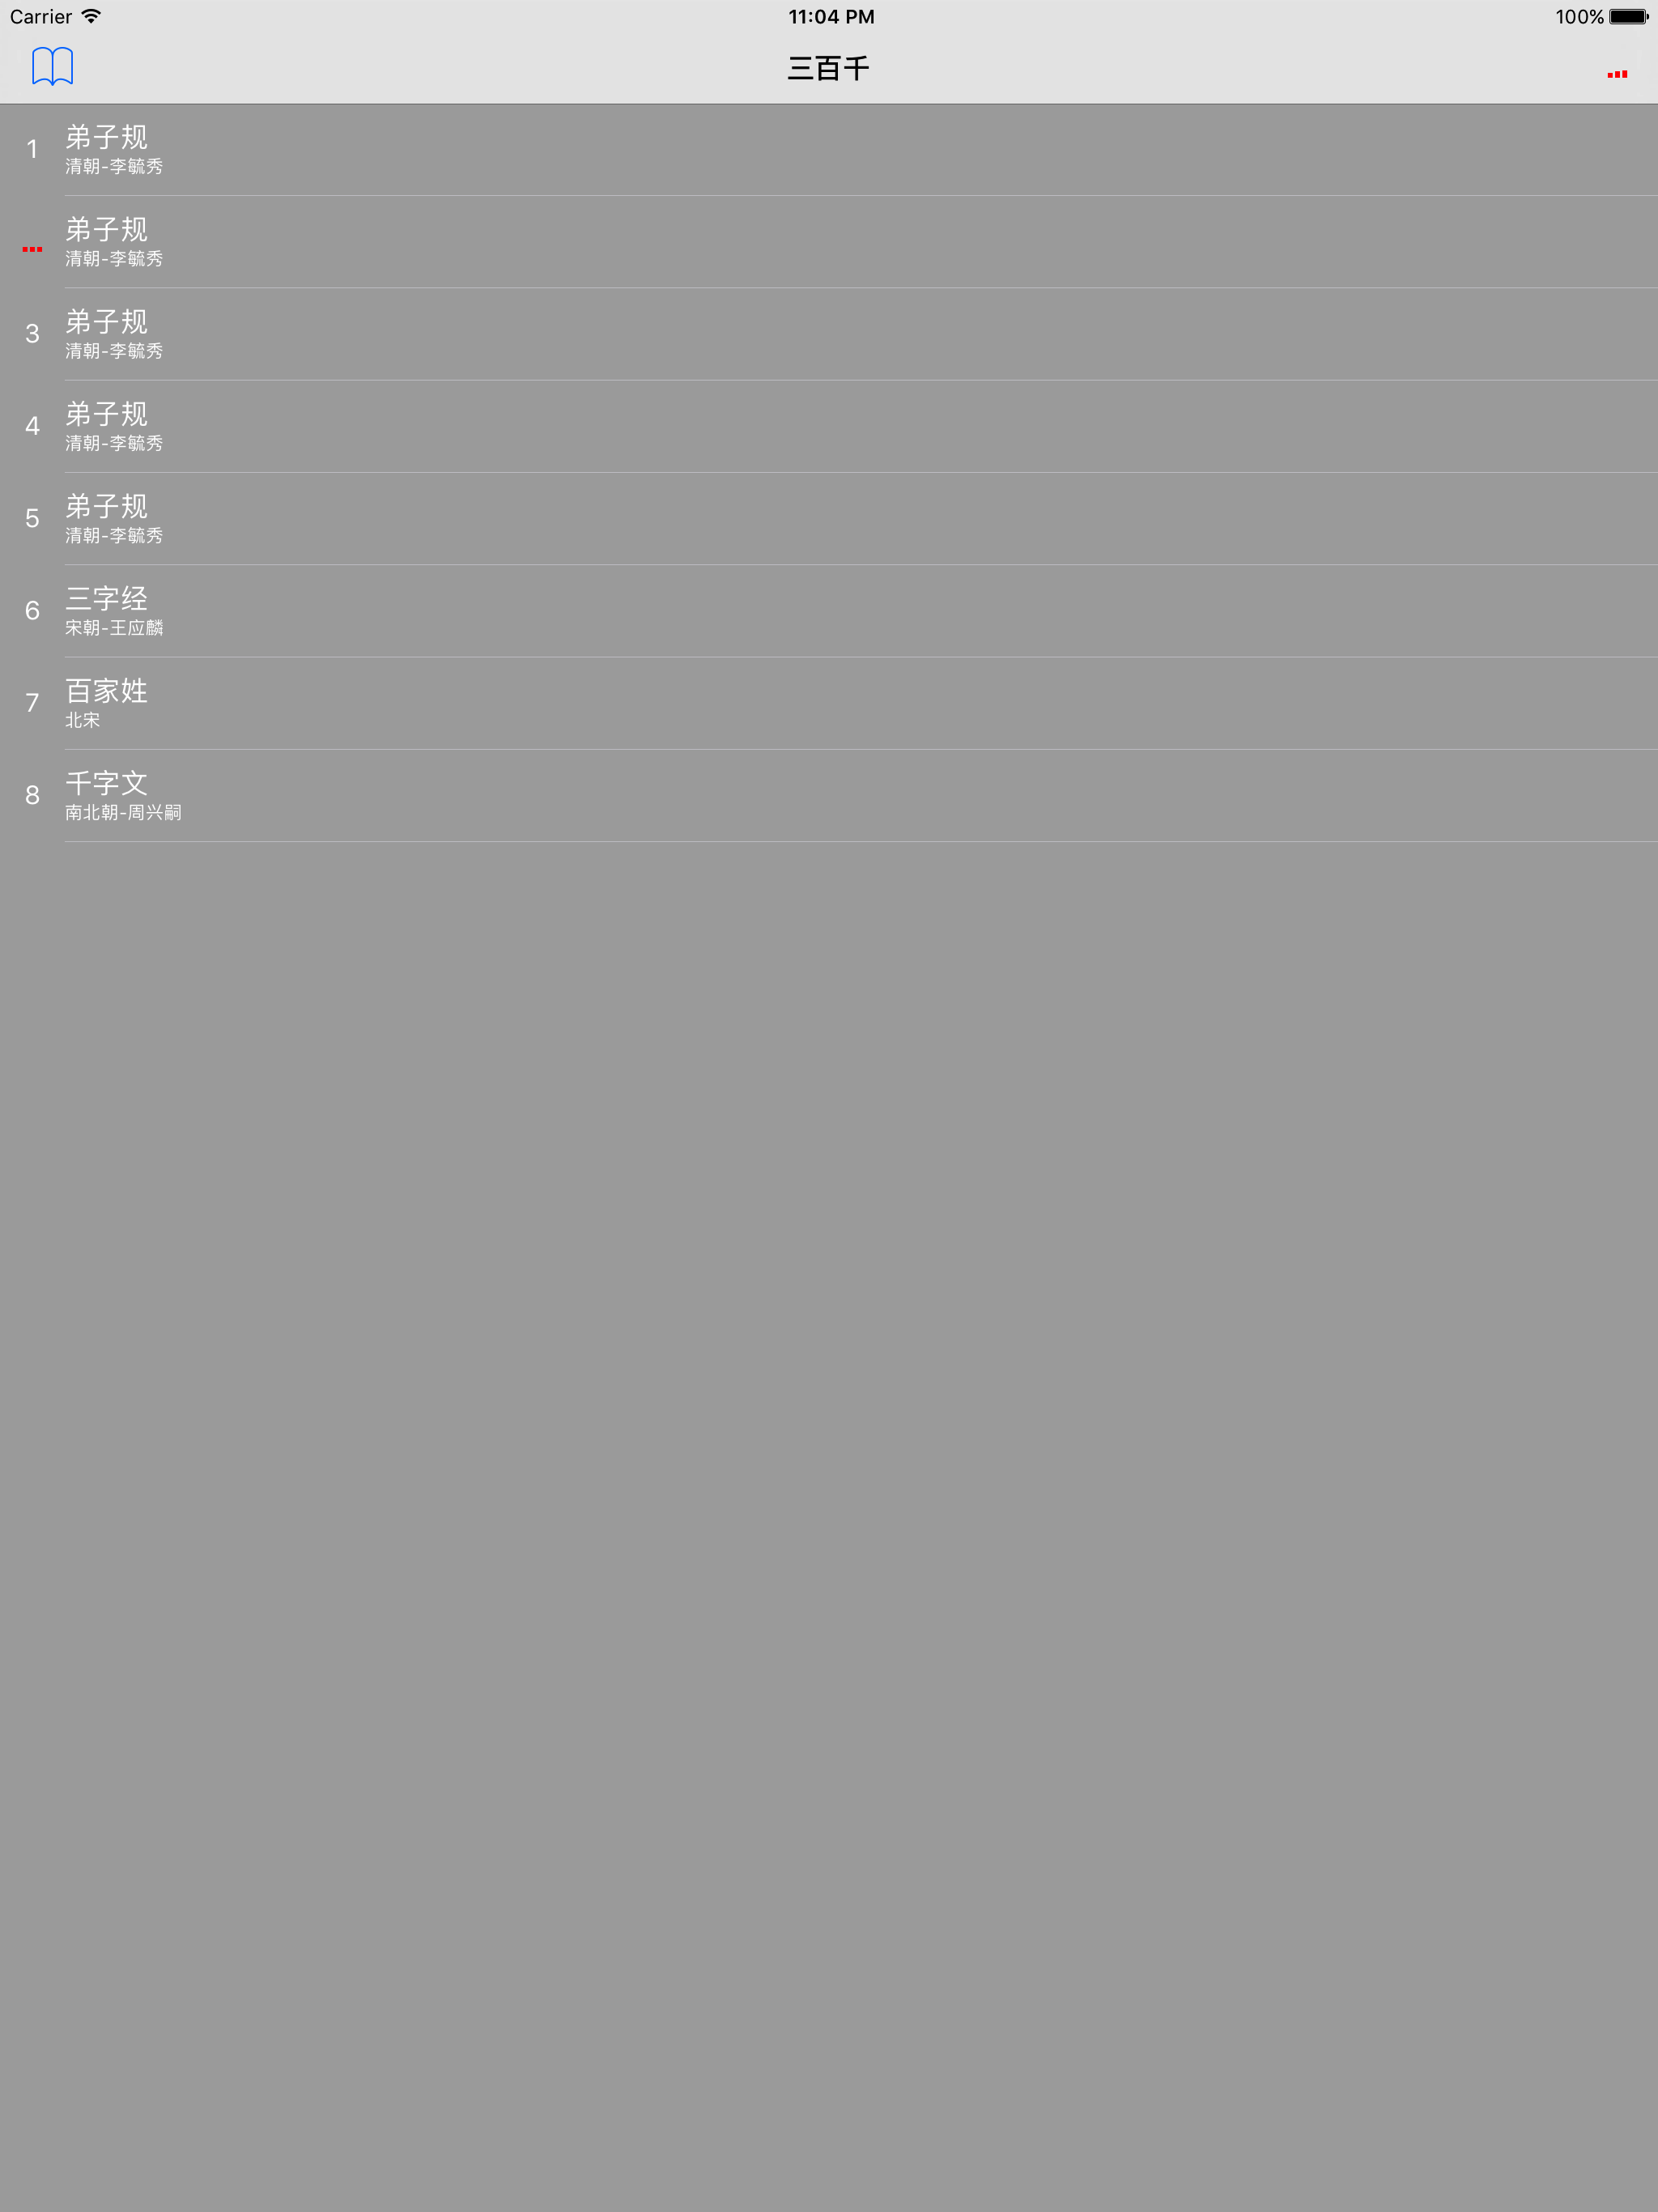 Carrier 11:04 PM 100%
三百千
1 弟子规
清朝-李毓秀
弟子规
清朝-李毓秀
3 弟子规
清朝-李毓秀
4 弟子规
清朝-李毓秀
5 弟子规
清朝-李毓秀
6 三字经
宋朝-王应麟
7 百家姓
北宋
8 千字文
南北朝-周兴嗣